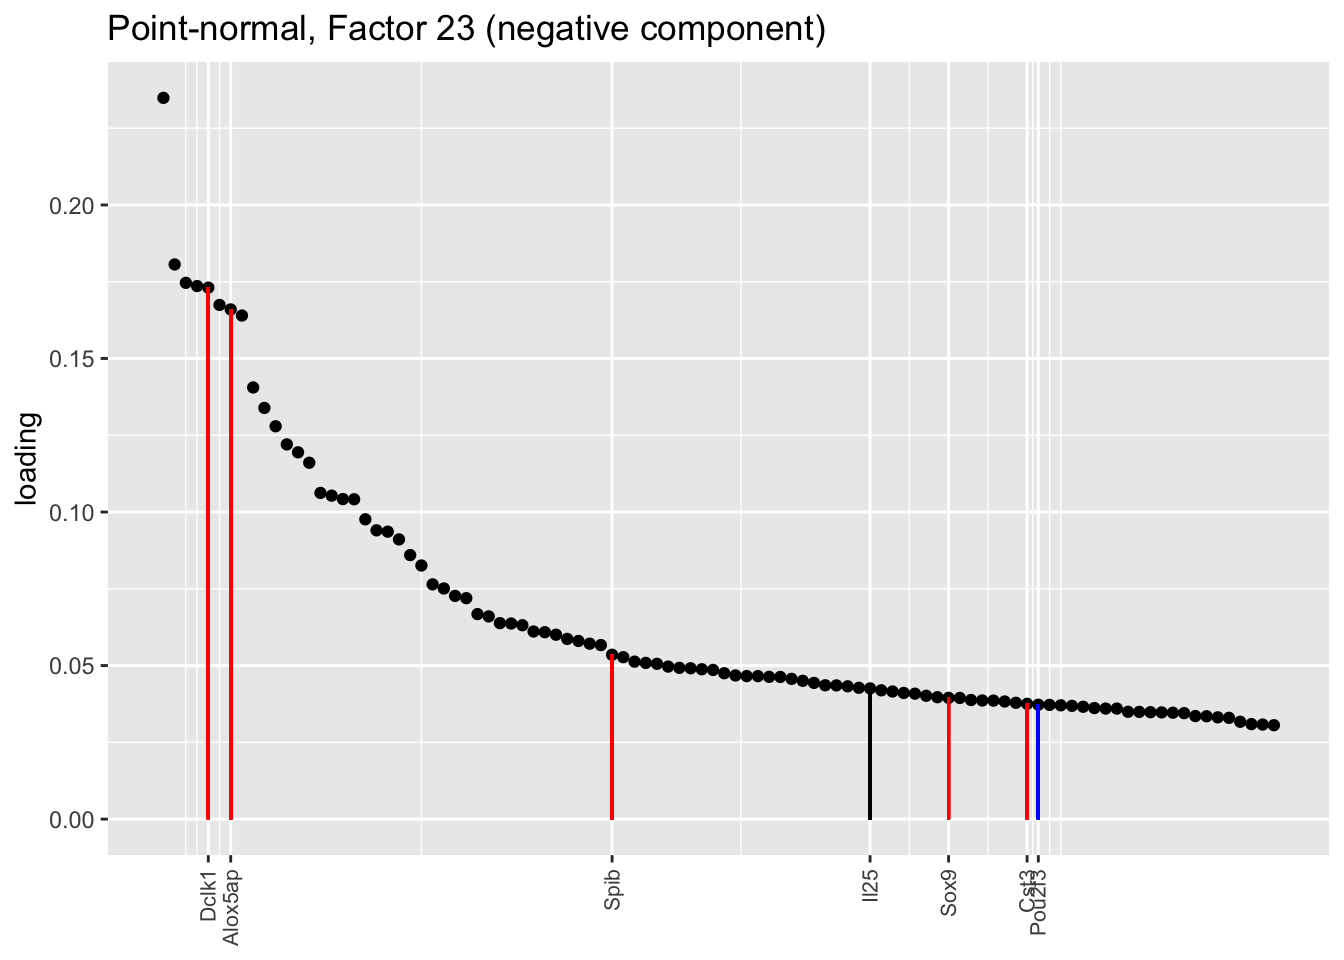 Point-normal, Factor 23 (negative component)
loading
0.20
0.15
0.10
0.05
0.00
Dclk1
Alox5ap
Spib
Il25
Sox9
Cst3
Pou2f3